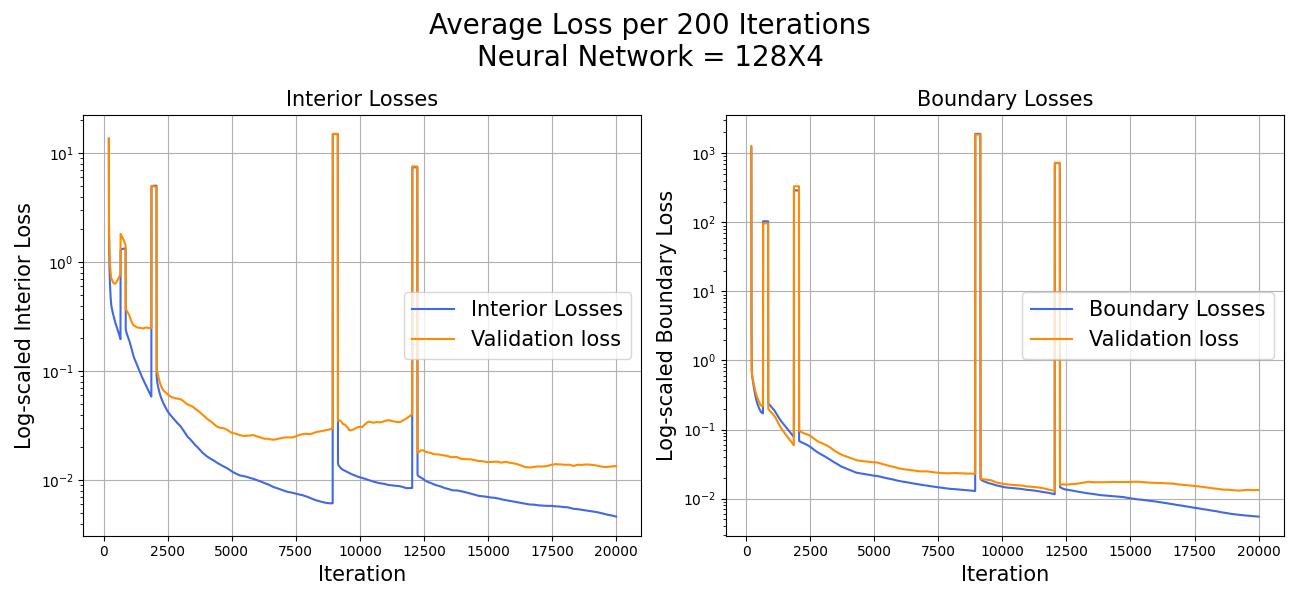 Average Loss per 200 Iterations
Neural Network = 128X4
Interior Losses
Log-scaled Interior Loss
10¹
10⁰
10⁻¹
10⁻²
Interior Losses
Validation loss
0 2500 5000 7500 10000 12500 15000 17500 20000
Iteration
Boundary Losses
Log-scaled Boundary Loss
10³
10²
10¹
10⁰
10⁻¹
10⁻²
Boundary Losses
Validation loss
0 2500 5000 7500 10000 12500 15000 17500 20000
Iteration